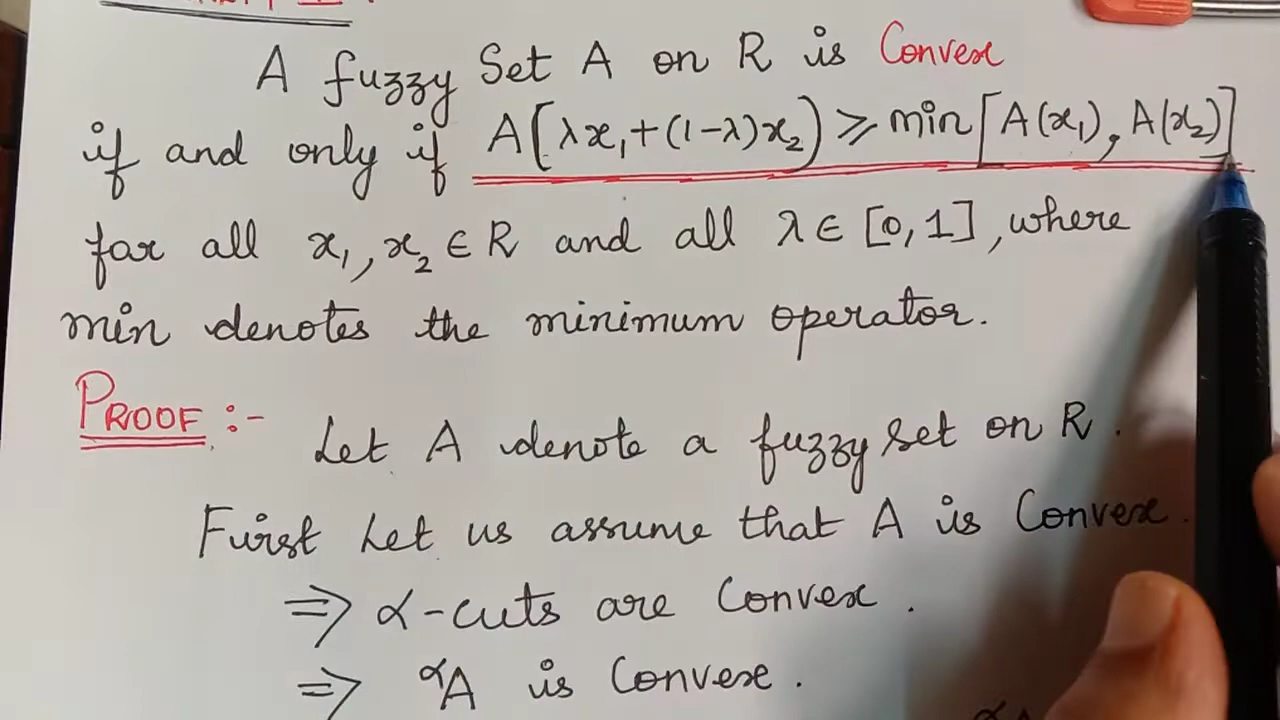 A fuzzy Set A on R is Convex
if and only if A[λx₁+(1-λ)x₂) ≥ min[A(x₁), A(x₂)]
for all x₁, x₂ ∈ R and all λ ∈ [0,1], where
min denotes the minimum operator.
PROOF :- Let A denote a fuzzy set on R.
First Let us assume that A is Convex.
⇒ α-cuts are Convex.
⇒ ᵅA is Convex.